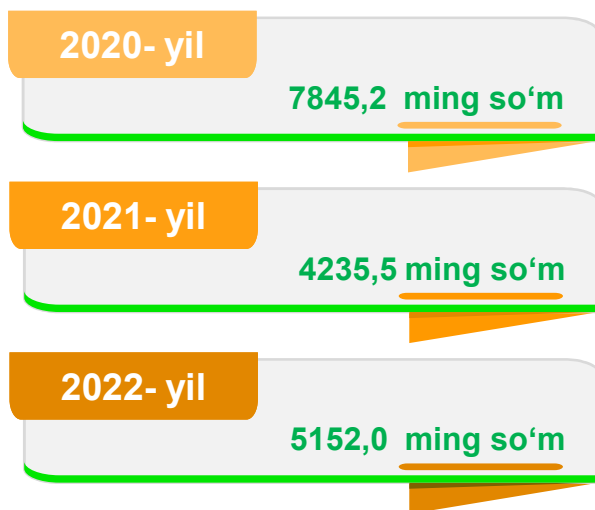 2020- yil
7845,2 ming so‘m
2021- yil
4235,5 ming so‘m
2022- yil
5152,0 ming so‘m